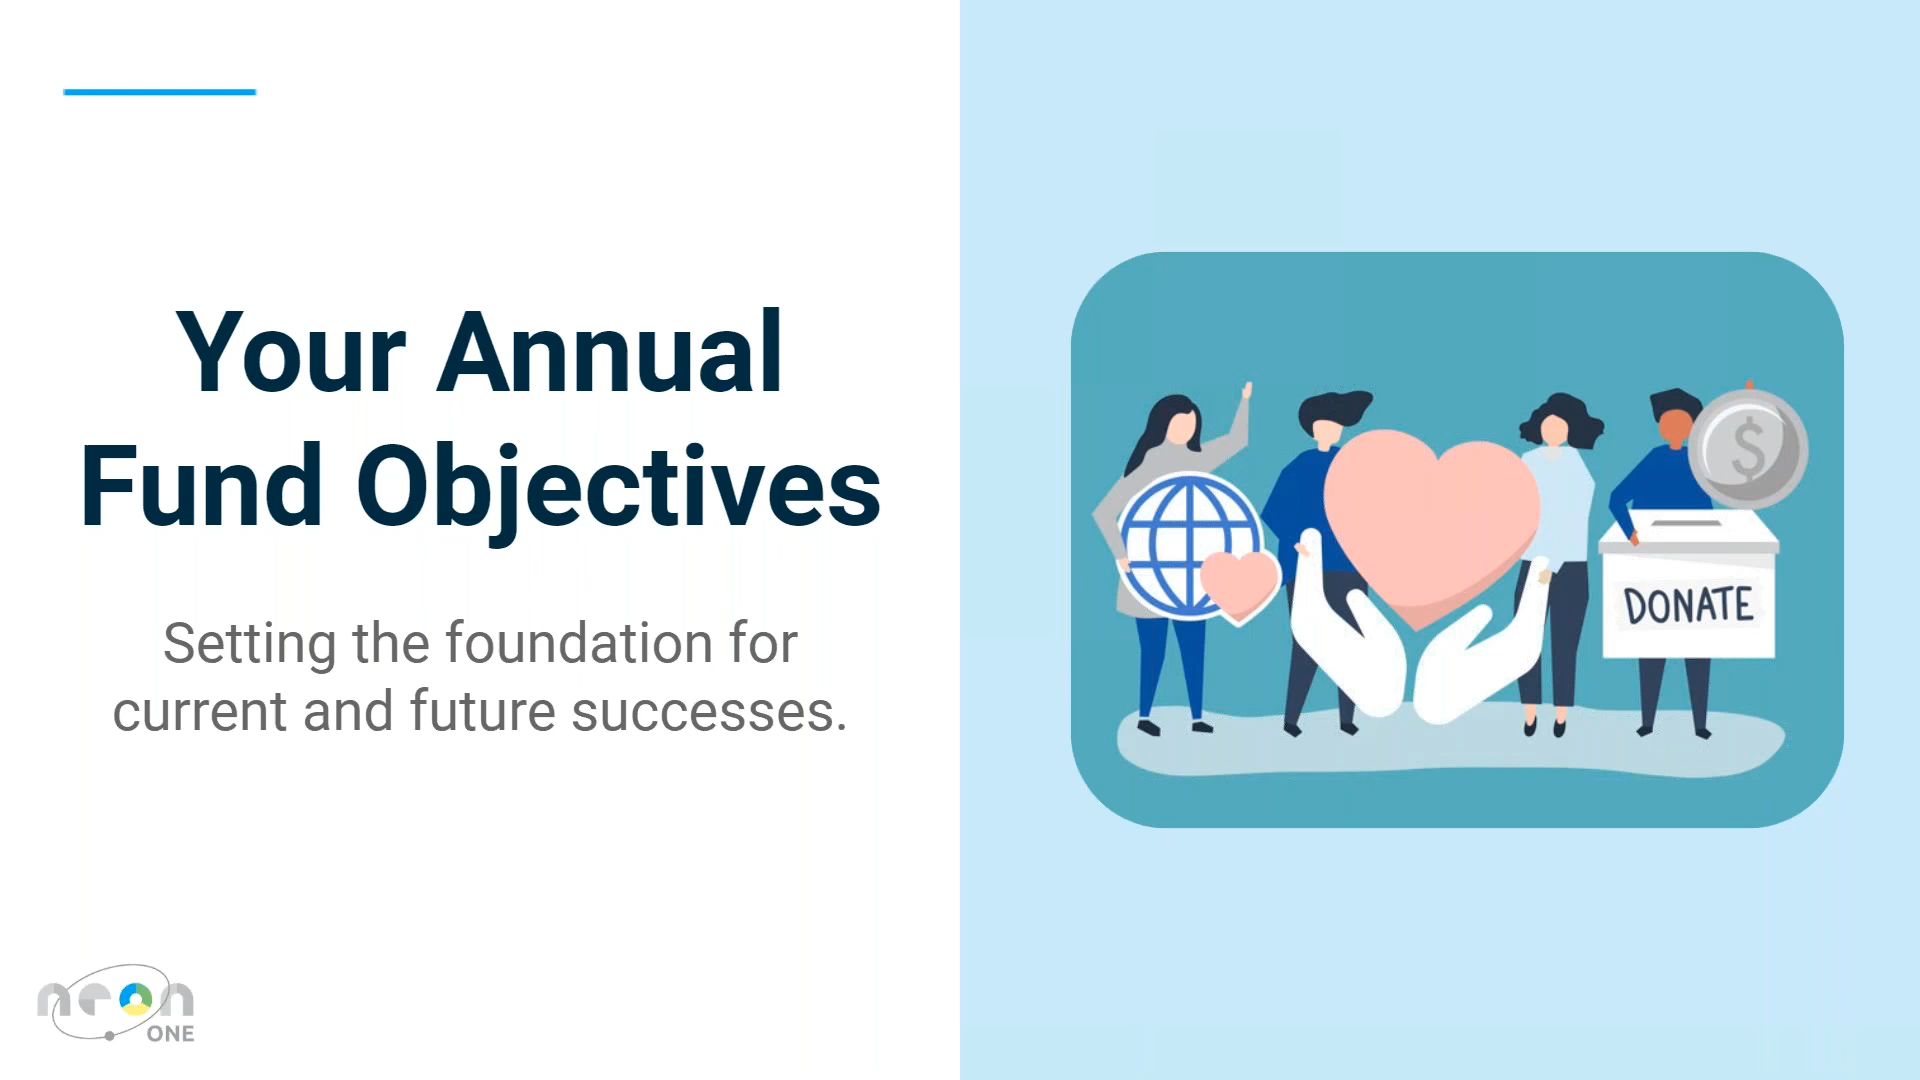 Your Annual
Fund Objectives
Setting the foundation for
current and future successes.
$
DONATE
neon
ONE